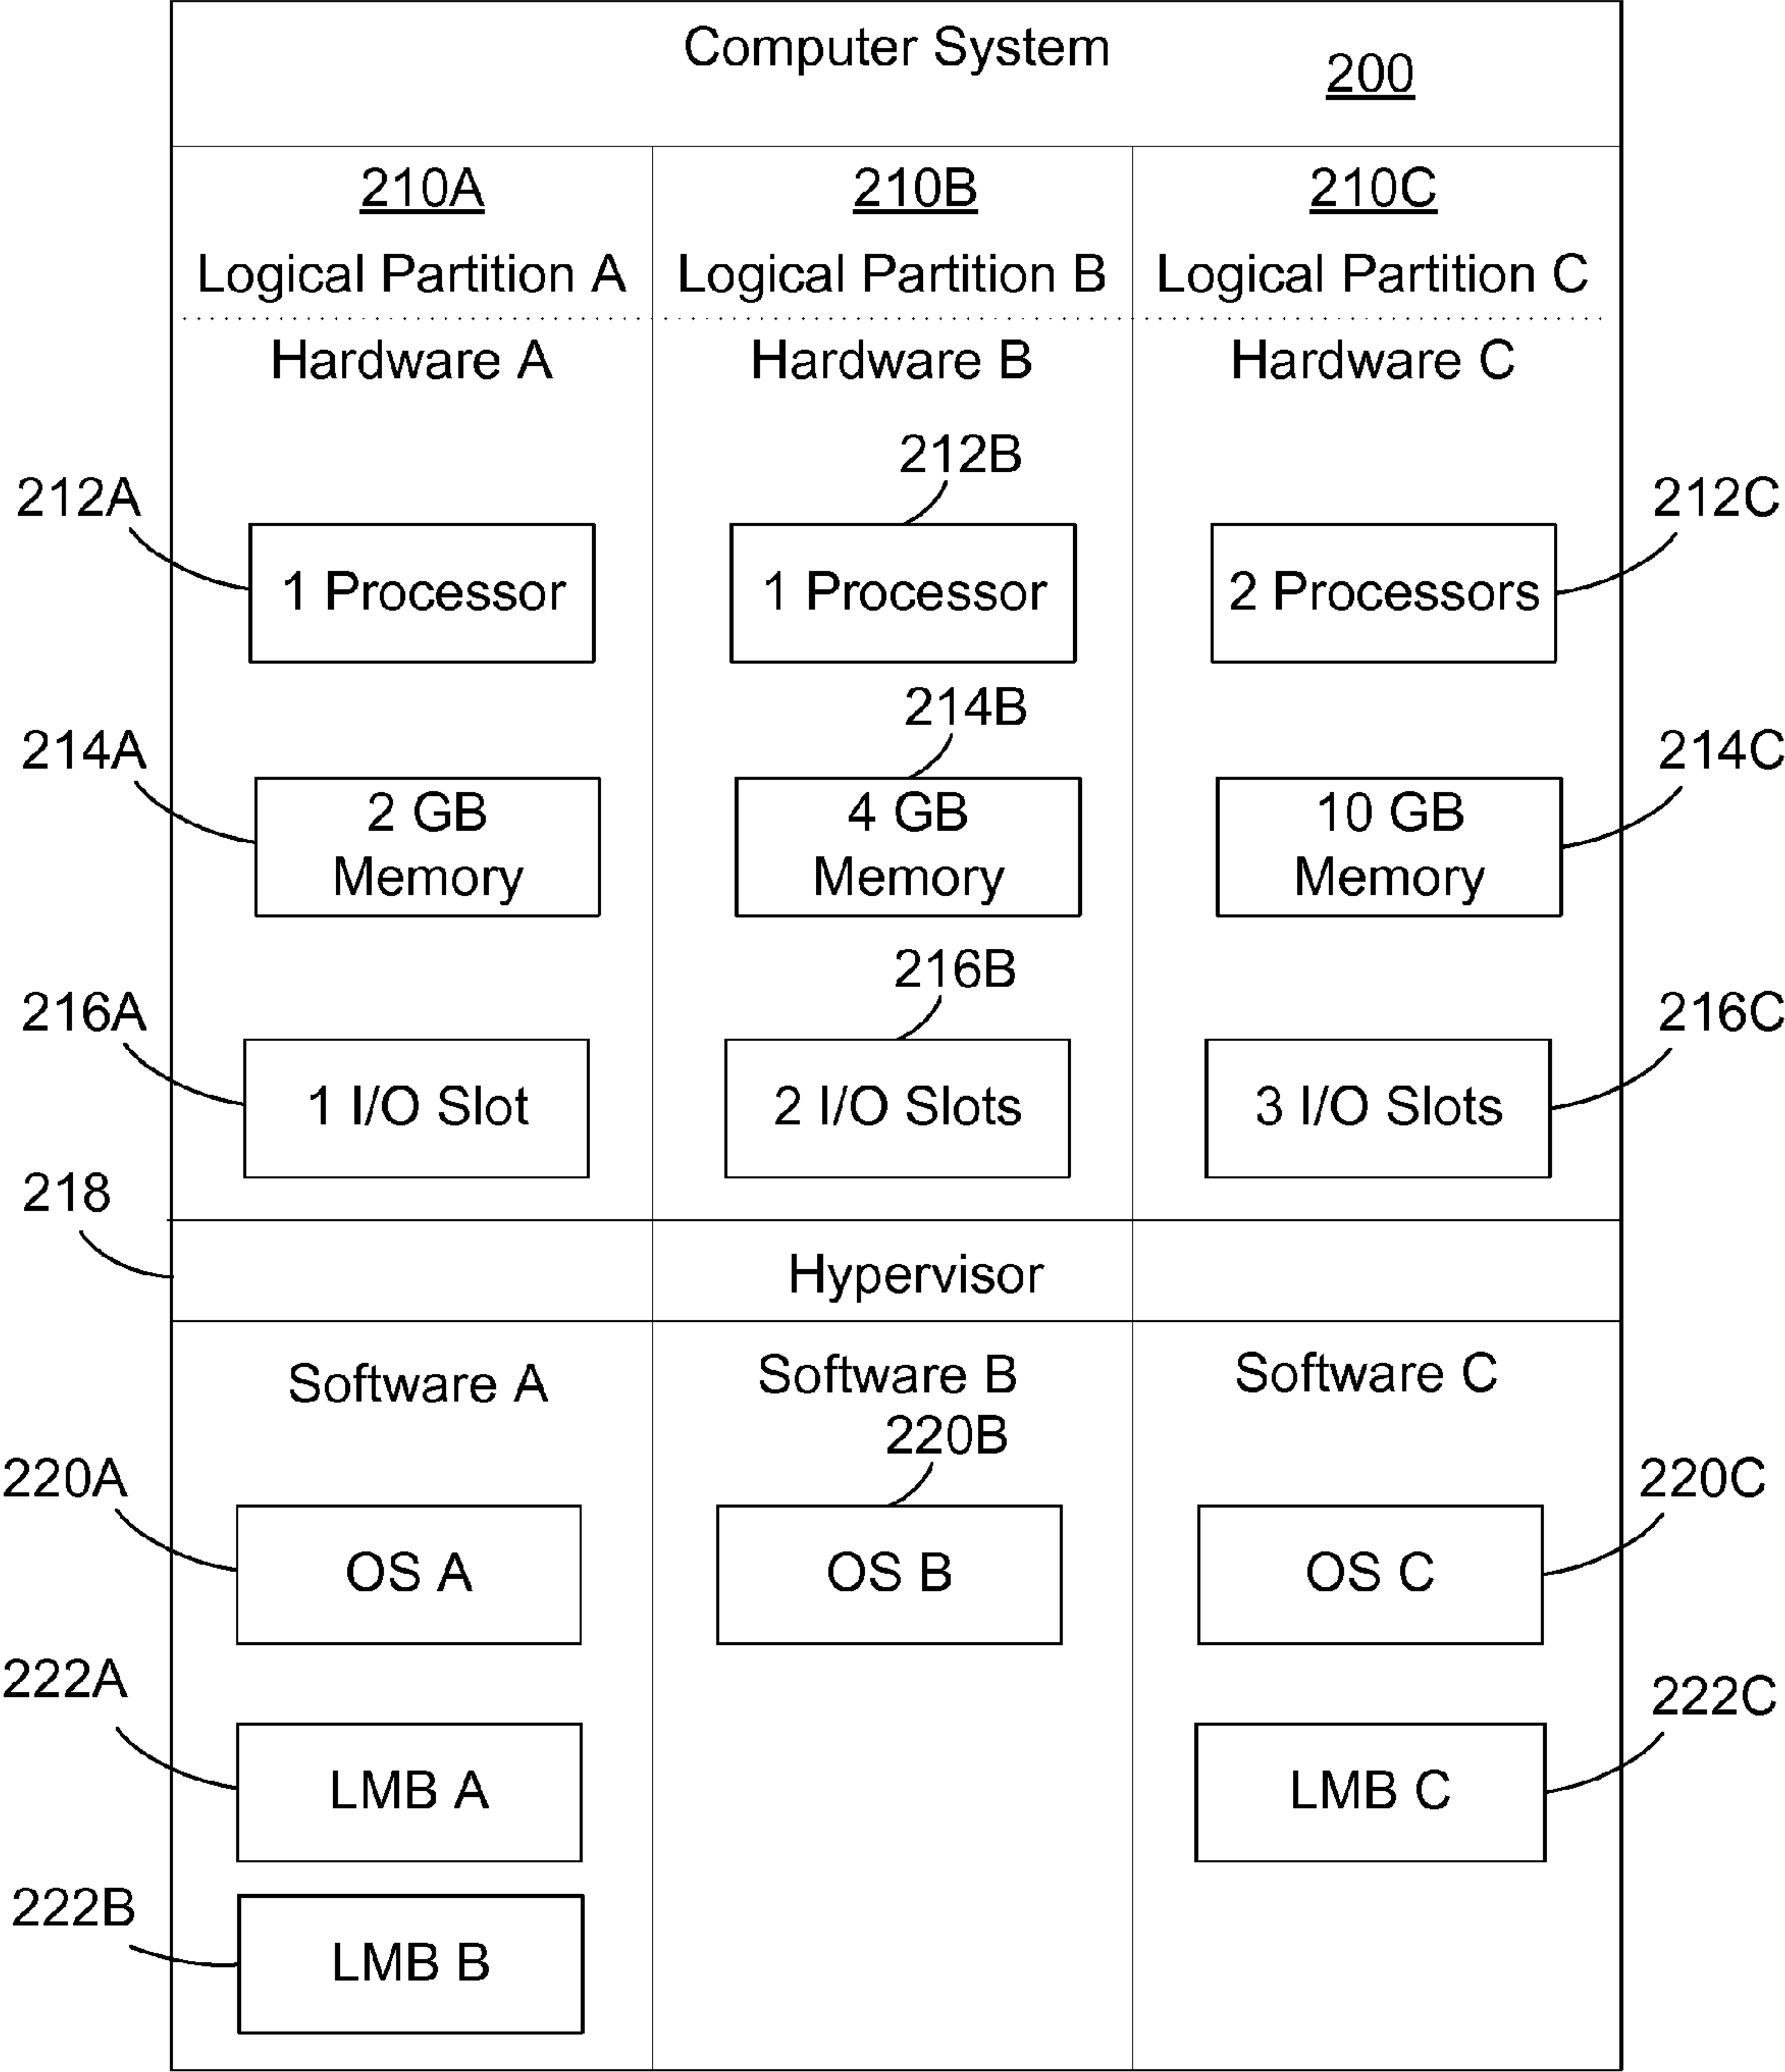 Computer System
200
210A 210B 210C
Logical Partition A Logical Partition B Logical Partition C
Hardware A Hardware B Hardware C
212B
212A 212C
1 Processor 1 Processor 2 Processors
214B
214A 214C
2 GB 4 GB 10 GB
Memory Memory Memory
216B
216A 216C
1 I/O Slot 2 I/O Slots 3 I/O Slots
218
Hypervisor
Software A Software B Software C
220B
220A 220C
OS A OS B OS C
222A 222C
LMB A LMB C
222B
LMB B